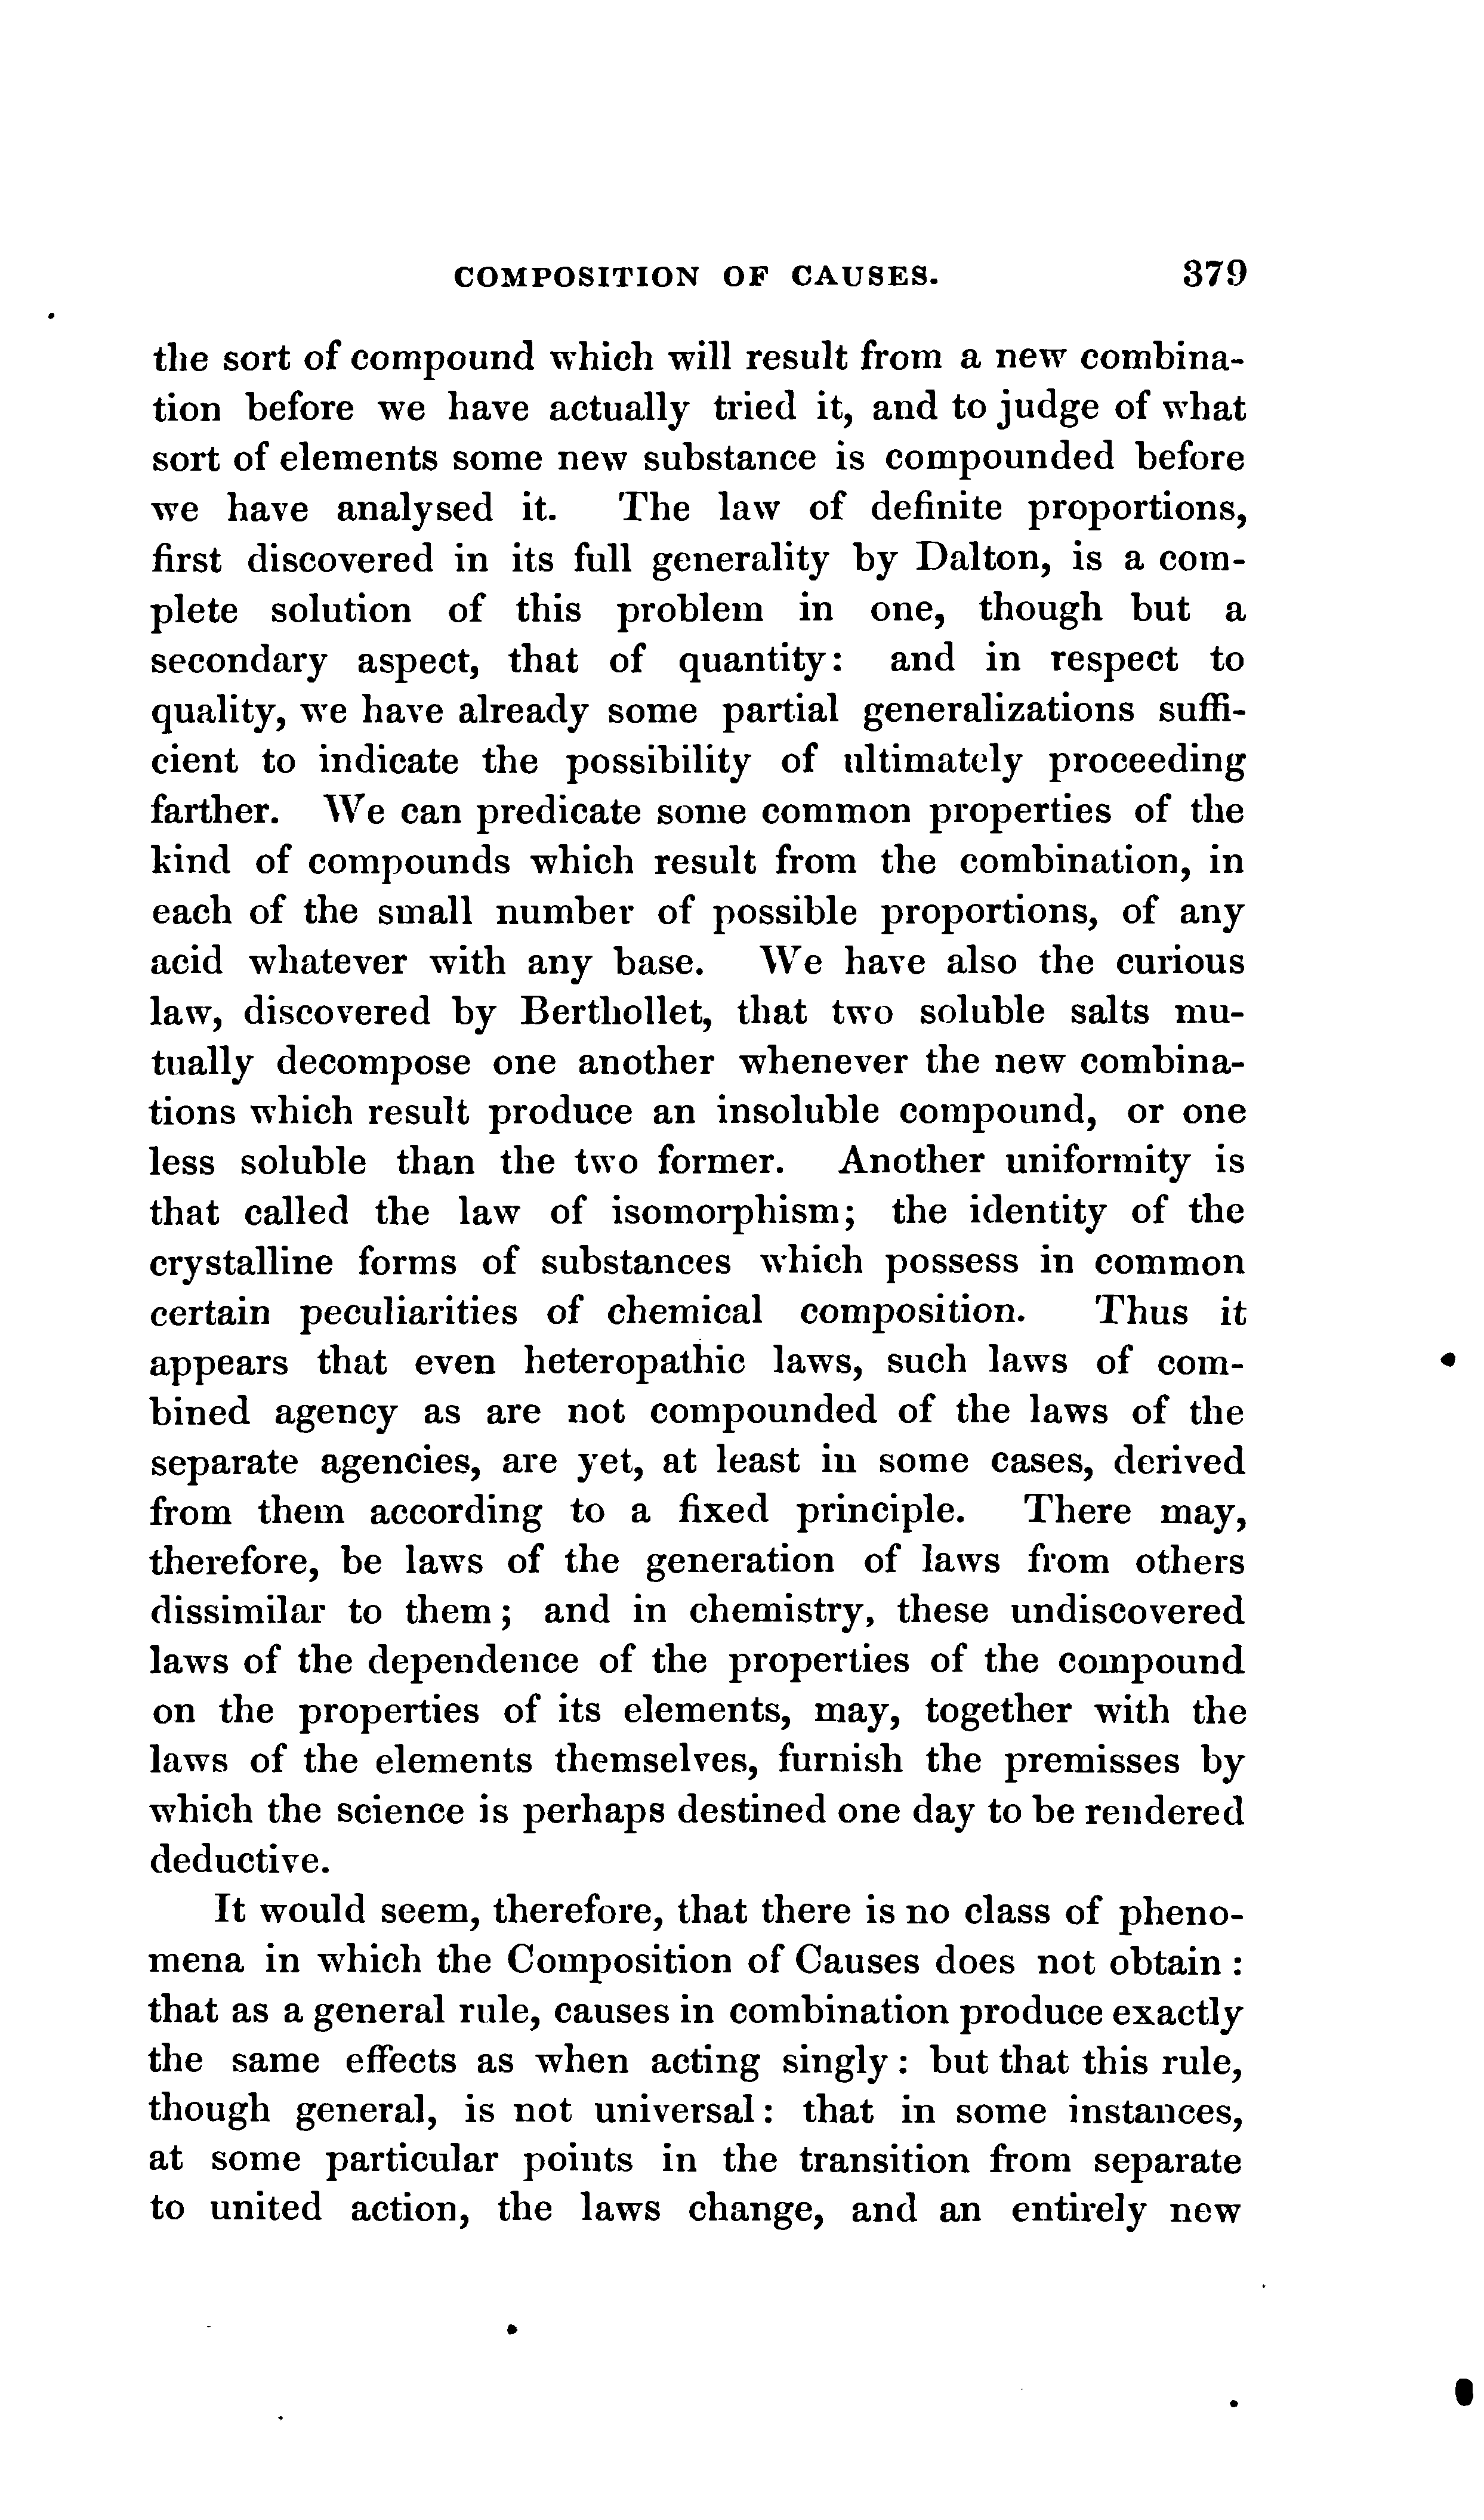 COMPOSITION OF CAUSES. 379
the sort of compound which will result from a new combina-
tion before we have actually tried it, and to judge of what
sort of elements some new substance is compounded before
we have analysed it. The law of definite proportions,
first discovered in its full generality by Dalton, is a com-
plete solution of this problem in one, though but a
secondary aspect, that of quantity: and in respect to
quality, we have already some partial generalizations suffi-
cient to indicate the possibility of ultimately proceeding
farther. We can predicate some common properties of the
kind of compounds which result from the combination, in
each of the small number of possible proportions, of any
acid whatever with any base. We have also the curious
law, discovered by Berthollet, that two soluble salts mu-
tually decompose one another whenever the new combina-
tions which result produce an insoluble compound, or one
less soluble than the two former. Another uniformity is
that called the law of isomorphism; the identity of the
crystalline forms of substances which possess in common
certain peculiarities of chemical composition. Thus it
appears that even heteropathic laws, such laws of com-
bined agency as are not compounded of the laws of the
separate agencies, are yet, at least in some cases, derived
from them according to a fixed principle. There may,
therefore, be laws of the generation of laws from others
dissimilar to them; and in chemistry, these undiscovered
laws of the dependence of the properties of the compound
on the properties of its elements, may, together with the
laws of the elements themselves, furnish the premisses by
which the science is perhaps destined one day to be rendered
deductive.
It would seem, therefore, that there is no class of pheno-
mena in which the Composition of Causes does not obtain :
that as a general rule, causes in combination produce exactly
the same effects as when acting singly : but that this rule,
though general, is not universal: that in some instances,
at some particular points in the transition from separate
to united action, the laws change, and an entirely new